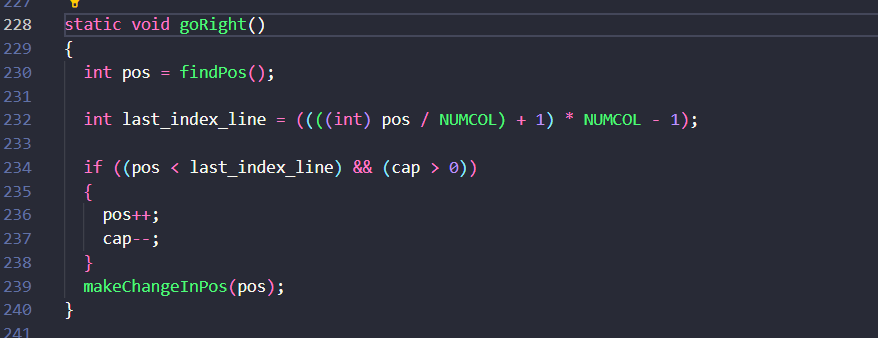 227
228 static void goRight()
229 {
230 int pos = findPos();
231
232 int last_index_line = ((((int) pos / NUMCOL) + 1) * NUMCOL - 1);
233
234 if ((pos < last_index_line) && (cap > 0))
235 {
236 pos++;
237 cap--;
238 }
239 makeChangeInPos(pos);
240 }
241